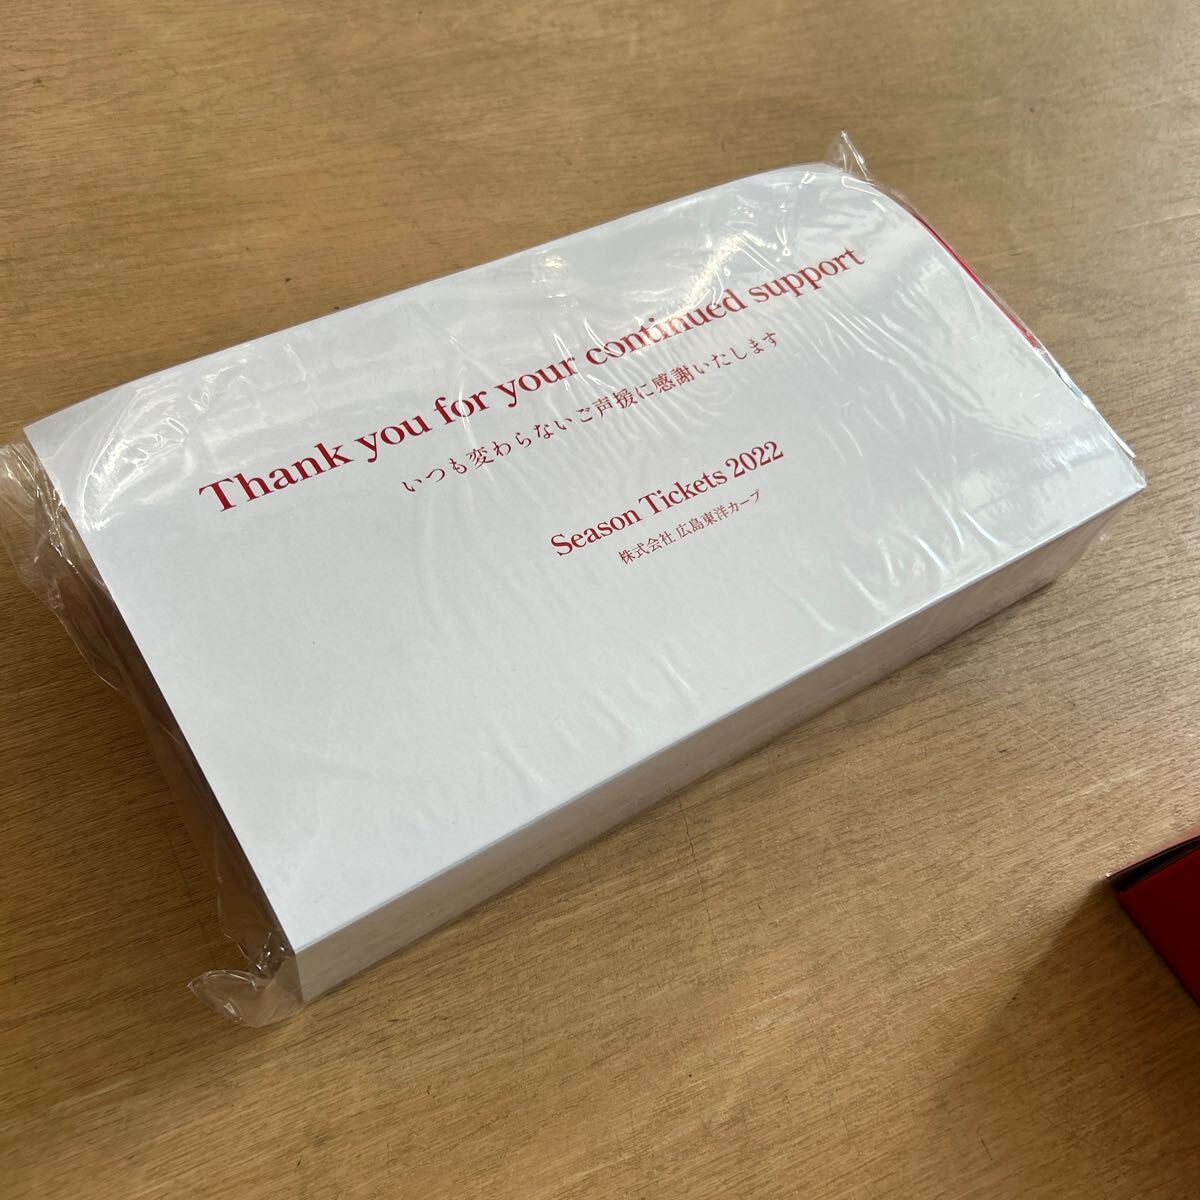 Thank you for your continued support
いつも変わらないご声援に感謝いたします
Season Tickets 2022
株式会社 広島東洋カープ